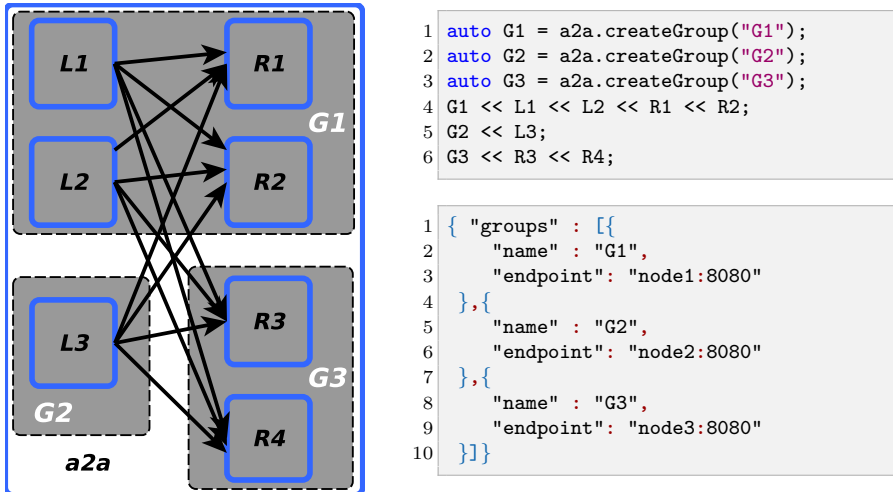 L1
R1
G1
L2
R2
L3
R3
G3
G2
R4
a2a
1 auto G1 = a2a.createGroup("G1");
2 auto G2 = a2a.createGroup("G2");
3 auto G3 = a2a.createGroup("G3");
4 G1 << L1 << L2 << R1 << R2;
5 G2 << L3;
6 G3 << R3 << R4;
1 { "groups" : [{
2 "name" : "G1",
3 "endpoint": "node1:8080"
4 },{
5 "name" : "G2",
6 "endpoint": "node2:8080"
7 },{
8 "name" : "G3",
9 "endpoint": "node3:8080"
10 }]}